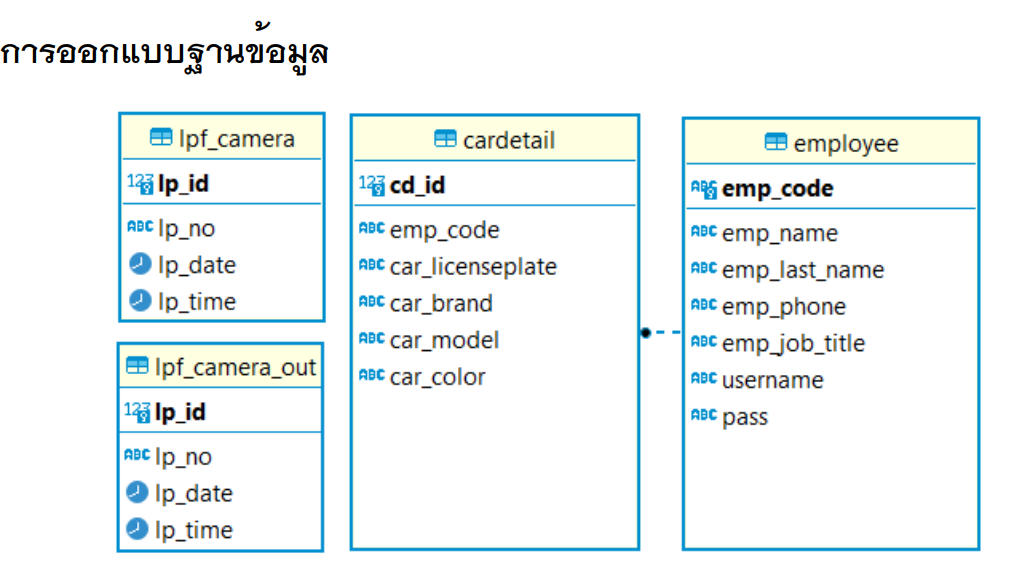 การออกแบบฐานข้อมูล
lpf_camera
123 lp_id
ABC lp_no
lp_date
lp_time
lpf_camera_out
123 lp_id
ABC lp_no
lp_date
lp_time
cardetail
123 cd_id
ABC emp_code
ABC car_licenseplate
ABC car_brand
ABC car_model
ABC car_color
employee
ABC emp_code
ABC emp_name
ABC emp_last_name
ABC emp_phone
ABC emp_job_title
ABC username
ABC pass